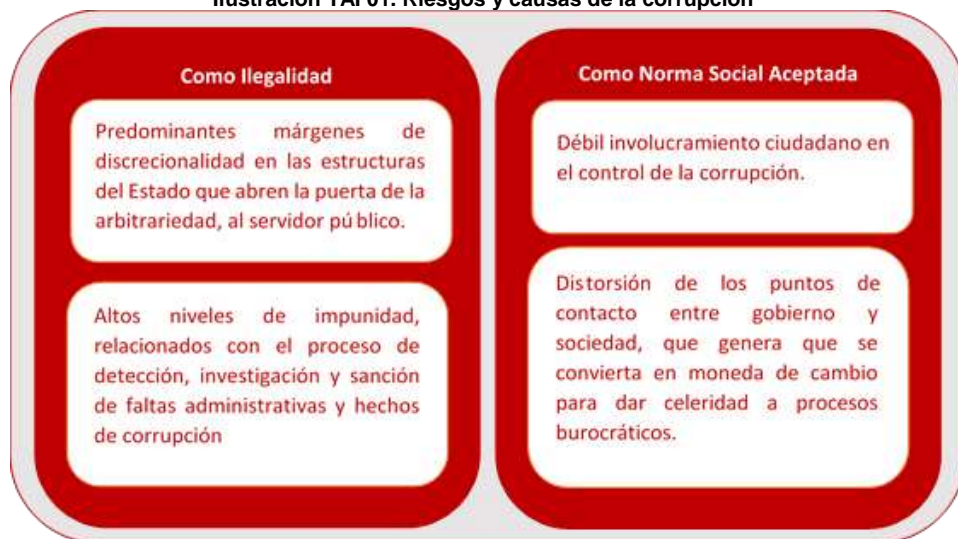 Ilustración TAI 01. Riesgos y causas de la corrupción
Como Ilegalidad
Predominantes márgenes de
discrecionalidad en las estructuras
del Estado que abren la puerta de la
arbitrariedad, al servidor público.
Altos niveles de impunidad,
relacionados con el proceso de
detección, investigación y sanción
de faltas administrativas y hechos
de corrupción
Como Norma Social Aceptada
Débil involucramiento ciudadano en
el control de la corrupción.
Distorsión de los puntos de
contacto entre gobierno y
sociedad, que genera que se
convierta en moneda de cambio
para dar celeridad a procesos
burocráticos.